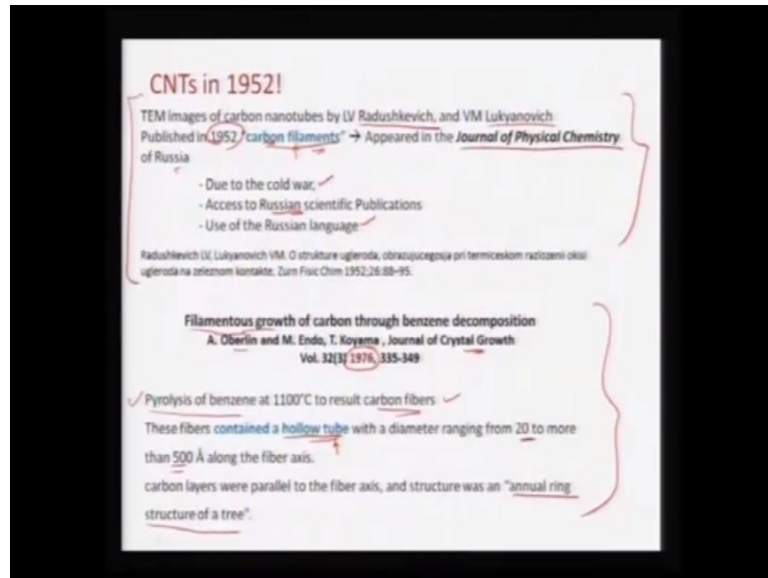 CNTs in 1952!
TEM images of carbon nanotubes by LV Radushkevich, and VM Lukyanovich
Published in 1952 "carbon filaments" → Appeared in the Journal of Physical Chemistry
of Russia
- Due to the cold war,
- Access to Russian scientific Publications
- Use of the Russian language
Radushkevich LV, Lukyanovich VM. O strukture ugleroda, obrazujucegosja pri termiceskom razlozenii okisi
ugleroda na zeleznom kontakte. Zurn Fisic Chim 1952;26:88–95.
Filamentous growth of carbon through benzene decomposition
A. Oberlin and M. Endo, T. Koyama , Journal of Crystal Growth
Vol. 32(3) 1976, 335-349
Pyrolysis of benzene at 1100°C to result carbon fibers
These fibers contained a hollow tube with a diameter ranging from 20 to more
than 500 Å along the fiber axis.
carbon layers were parallel to the fiber axis, and structure was an "annual ring
structure of a tree".